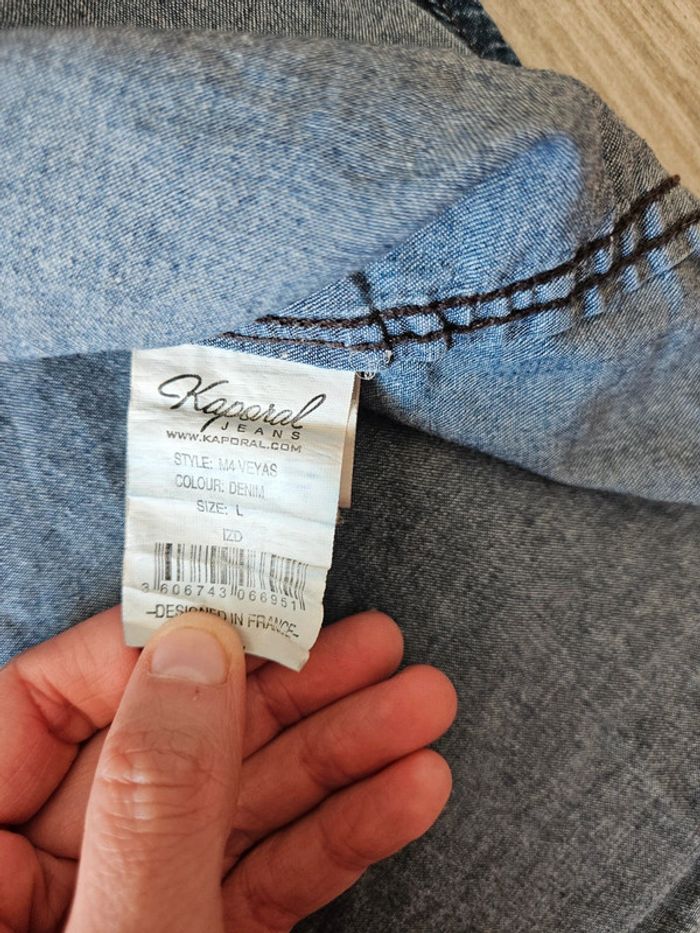 Kaporal
JEANS
WWW.KAPORAL.COM
STYLE: M4 VEYAS
COLOUR: DENIM
SIZE: L
IZD
3 606743 066951
-DESIGNED IN FRANCE-